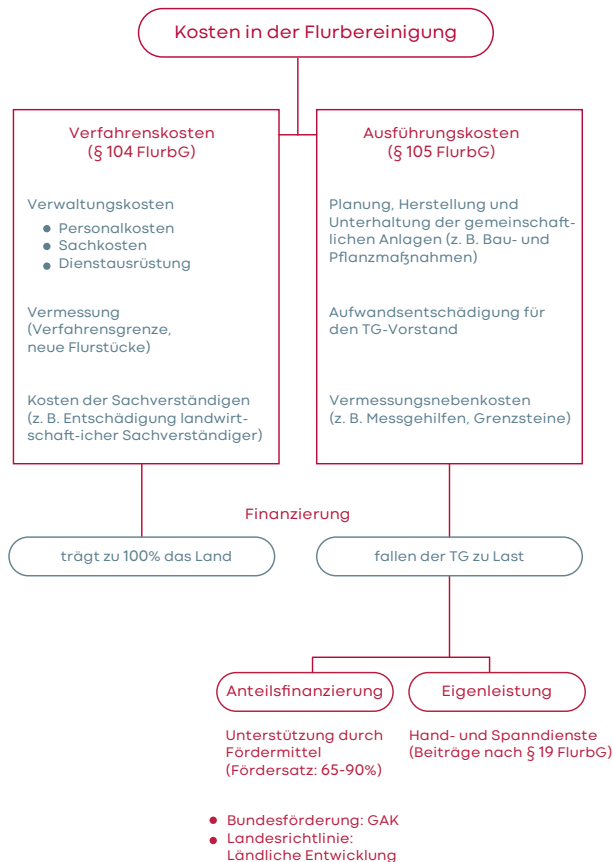 Kosten in der Flurbereinigung
Verfahrenskosten
(§ 104 FlurbG)
Verwaltungskosten
• Personalkosten
• Sachkosten
• Dienstausrüstung
Vermessung
(Verfahrensgrenze,
neue Flurstücke)
Kosten der Sachverständigen
(z. B. Entschädigung landwirt-
schaft-icher Sachverständiger)
Ausführungskosten
(§ 105 FlurbG)
Planung, Herstellung und
Unterhaltung der gemeinschaft-
lichen Anlagen (z. B. Bau- und
Pflanzmaßnahmen)
Aufwandsentschädigung für
den TG-Vorstand
Vermessungsnebenkosten
(z. B. Messgehilfen, Grenzsteine)
Finanzierung
trägt zu 100% das Land
fallen der TG zu Last
Anteilsfinanzierung
Unterstützung durch
Fördermittel
(Fördersatz: 65-90%)
• Bundesförderung: GAK
• Landesrichtlinie:
Ländliche Entwicklung
Eigenleistung
Hand- und Spanndienste
(Beiträge nach § 19 FlurbG)